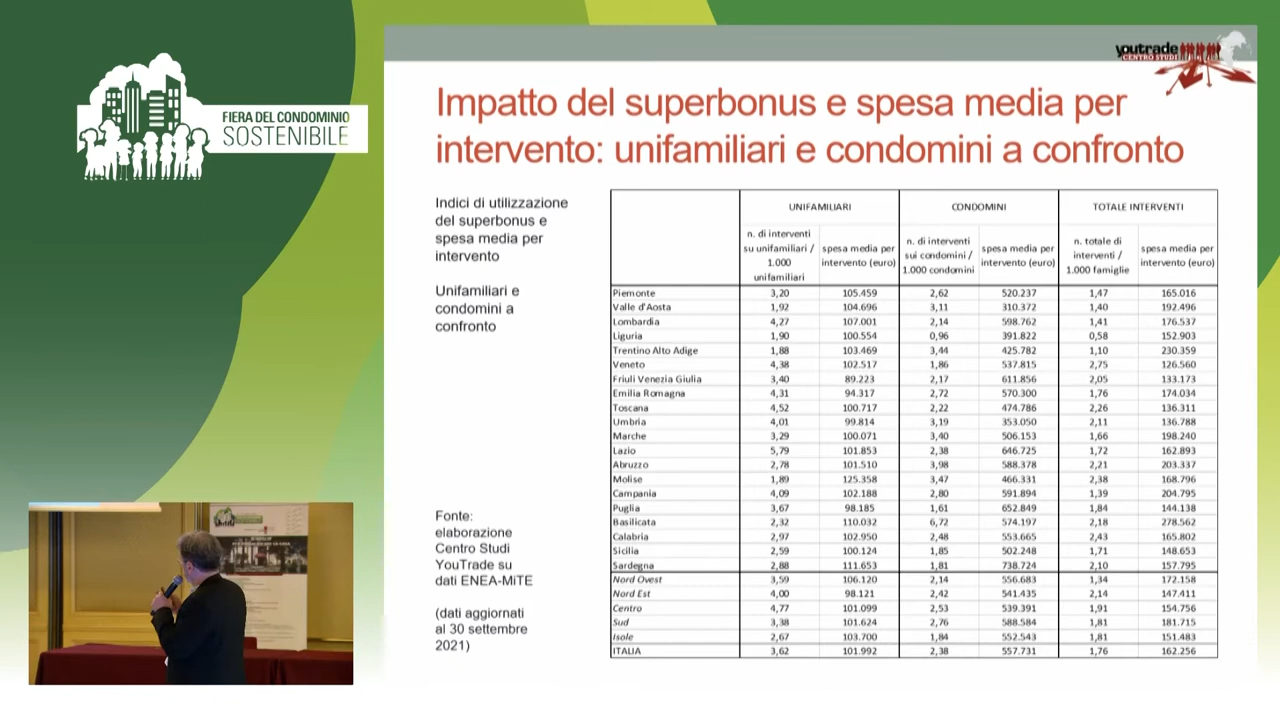 FIERA DEL CONDOMINIO
SOSTENIBILE
youtrade
CENTRO STUDI
Impatto del superbonus e spesa media per
intervento: unifamiliari e condomini a confronto
Indici di utilizzazione
del superbonus e
spesa media per
intervento
Unifamiliari e
condomini a
confronto
Fonte:
elaborazione
Centro Studi
YouTrade su
dati ENEA-MiTE
(dati aggiornati
al 30 settembre
2021)
UNIFAMILIARI CONDOMINI TOTALE INTERVENTI
n. di interventi
su unifamiliari /
1.000
unifamiliari
spesa media per
intervento (euro)
n. di interventi
sui condomini /
1.000 condomini
spesa media per
intervento (euro)
n. totale di
interventi /
1.000 famiglie
spesa media per
intervento (euro)
Piemonte 3,20 105.459 2,62 520.237 1,47 165.016
Valle d'Aosta 1,92 104.696 3,11 310.372 1,40 192.496
Lombardia 4,27 107.001 2,14 598.762 1,41 176.537
Liguria 1,90 100.554 0,96 391.822 0,58 152.903
Trentino Alto Adige 1,88 103.469 3,44 425.782 1,10 230.359
Veneto 4,38 102.517 1,86 537.815 2,75 126.560
Friuli Venezia Giulia 3,40 89.223 2,17 611.856 2,05 133.173
Emilia Romagna 4,31 94.317 2,72 570.300 1,76 174.034
Toscana 4,52 100.717 2,22 474.786 2,26 136.311
Umbria 4,01 99.814 3,19 353.050 2,11 136.788
Marche 3,29 100.071 3,40 506.153 1,66 198.240
Lazio 5,79 101.853 2,38 646.725 1,72 162.893
Abruzzo 2,78 101.510 3,98 588.378 2,21 203.337
Molise 1,89 125.358 3,47 466.331 2,38 168.796
Campania 4,09 102.188 2,80 591.894 1,39 204.795
Puglia 3,67 98.185 1,61 652.849 1,84 144.138
Basilicata 2,32 110.032 6,72 574.197 2,18 278.562
Calabria 2,97 102.950 2,48 553.665 2,43 165.802
Sicilia 2,59 100.124 1,85 502.248 1,71 148.653
Sardegna 2,88 111.653 1,81 738.724 2,10 157.795
Nord Ovest 3,59 106.120 2,14 556.683 1,34 172.158
Nord Est 4,00 98.121 2,42 541.435 2,14 147.411
Centro 4,77 101.099 2,53 539.391 1,91 154.756
Sud 3,38 101.624 2,76 588.584 1,81 181.715
Isole 2,67 103.700 1,84 552.543 1,81 151.483
ITALIA 3,62 101.992 2,38 557.731 1,76 162.256